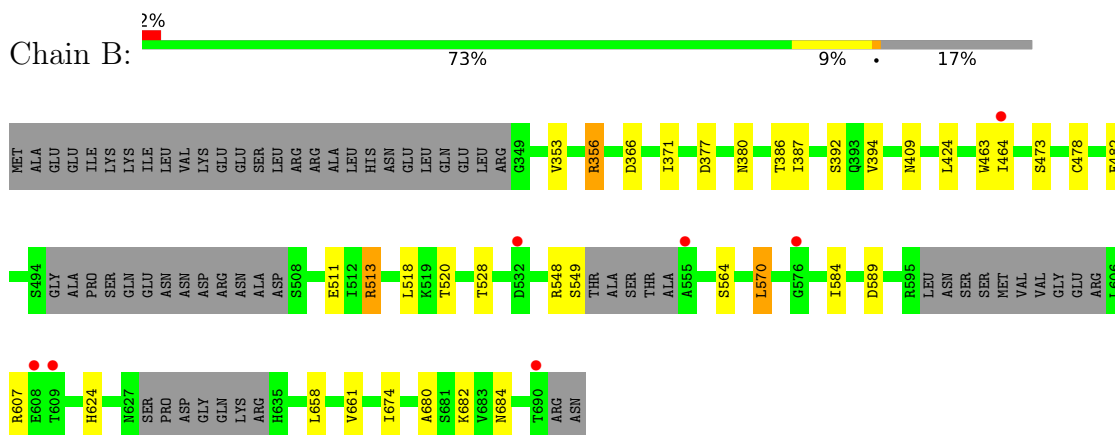 2%
Chain B:
73% 9% • 17%
MET ALA GLU GLU ILE LYS LYS ILE LEU VAL LYS GLU GLU SER LEU ARG ARG ALA LEU HIS ASN GLU LEU GLN GLU LEU ARG G349 V353 R356 D366 I371 D377 N380 T386 I387 S392 Q393 V394 N409 L424 W463 I464 S473 C478 E482
S494 GLY ALA PRO SER GLN GLU ASN ASN ASP ARG ASN ALA ASP S508 E511 I512 R513 L518 K519 T520 T528 D532 R548 S549 THR ALA SER THR ALA A555 S564 L570 G576 I584 D589 R595 LEU ASN SER SER MET VAL VAL GLY GLU ARG L606
R607 E608 T609 H624 N627 SER PRO ASP GLY GLN LYS ARG H635 L658 V661 I674 A680 S681 K682 V683 N684 T690 ARG ASN